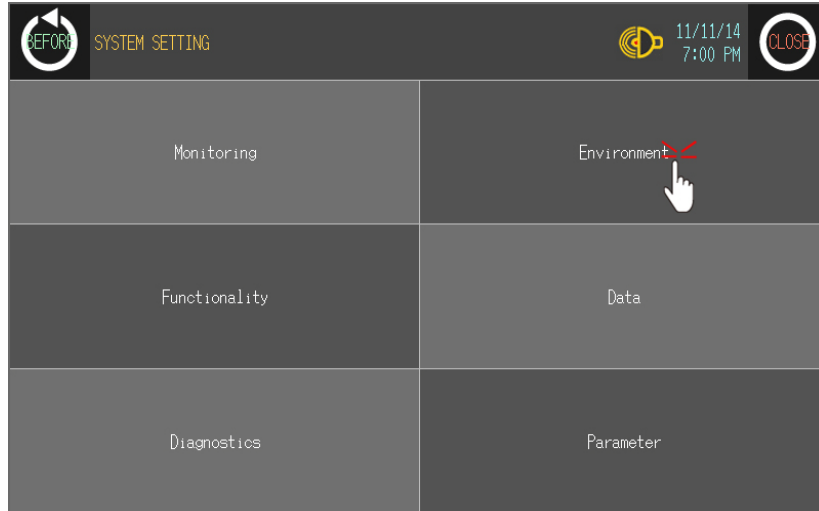 BEFORE
SYSTEM SETTING
11/11/14
7:00 PM
CLOSE
Monitoring
Environment
Functionality
Data
Diagnostics
Parameter